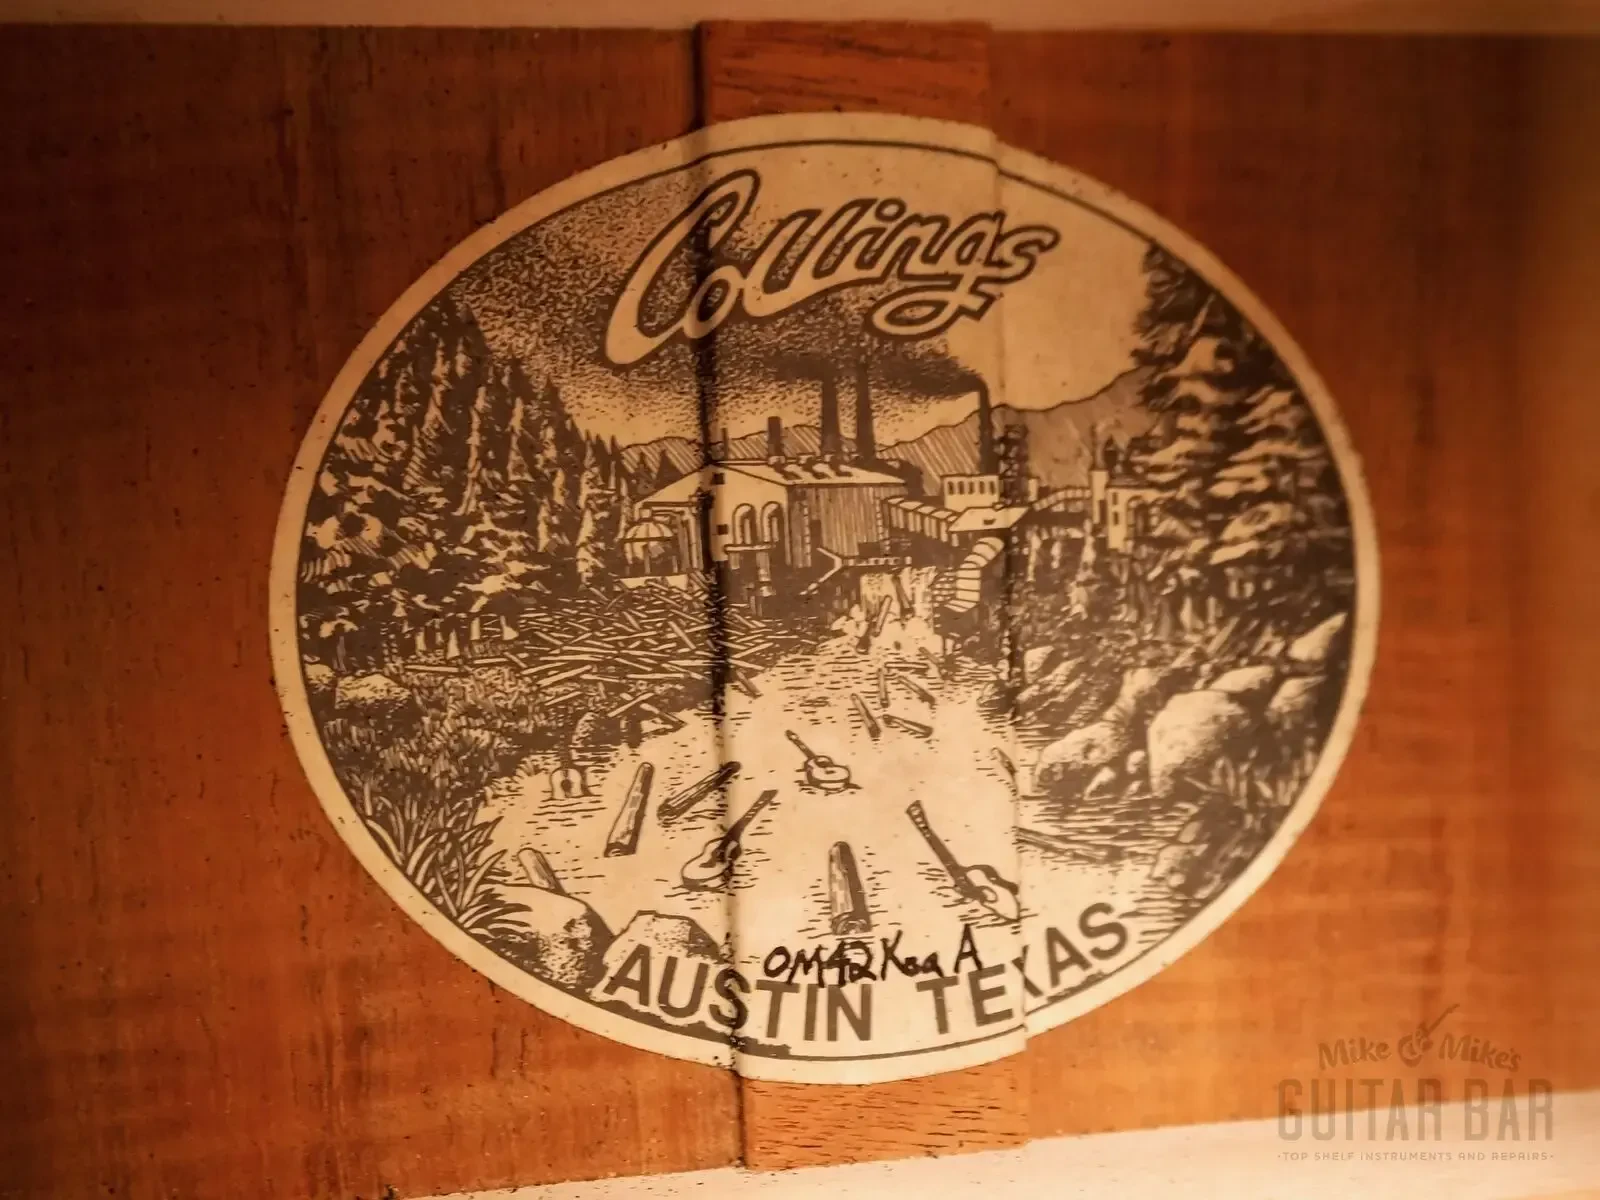 Collings
OM42Koa A
AUSTIN TEXAS
Mike & Mike's
GUITAR BAR
·TOP SHELF INSTRUMENTS AND REPAIRS·